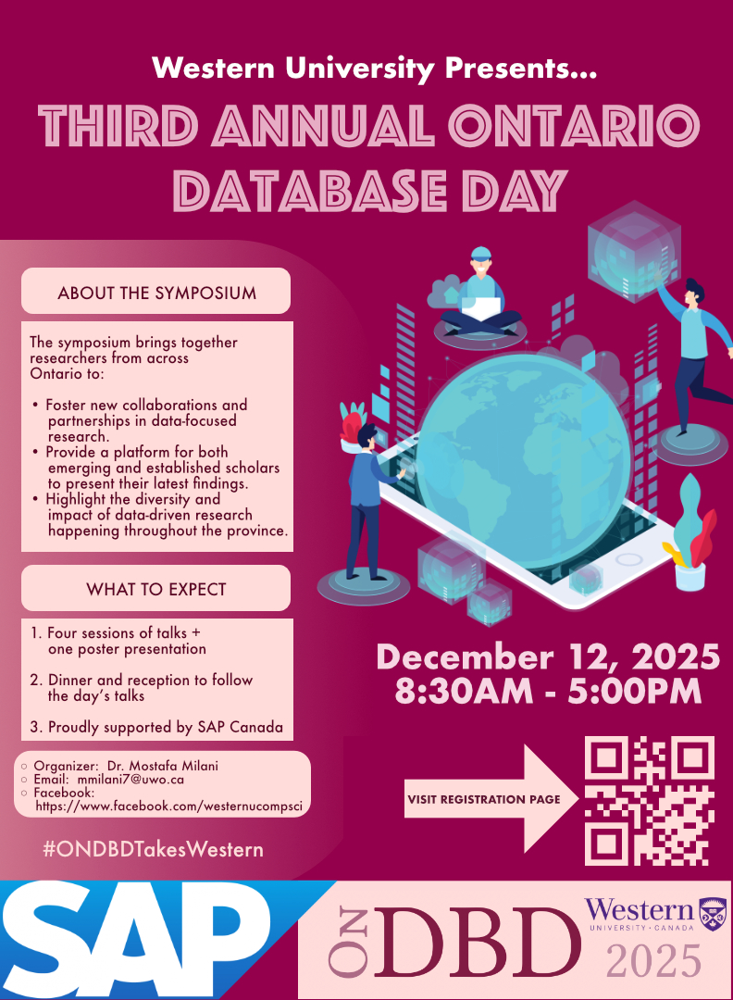 Western University Presents...
THIRD ANNUAL ONTARIO
DATABASE DAY
ABOUT THE SYMPOSIUM
The symposium brings together
researchers from across
Ontario to:
• Foster new collaborations and
partnerships in data-focused
research.
• Provide a platform for both
emerging and established scholars
to present their latest findings.
• Highlight the diversity and
impact of data-driven research
happening throughout the province.
WHAT TO EXPECT
1. Four sessions of talks +
one poster presentation
2. Dinner and reception to follow
the day's talks
3. Proudly supported by SAP Canada
○ Organizer: Dr. Mostafa Milani
○ Email: mmilani7@uwo.ca
○ Facebook:
https://www.facebook.com/westernucompsci
#ONDBDTakesWestern
December 12, 2025
8:30AM - 5:00PM
VISIT REGISTRATION PAGE
SAP
ON DBD
Western
UNIVERSITY · CANADA
2025